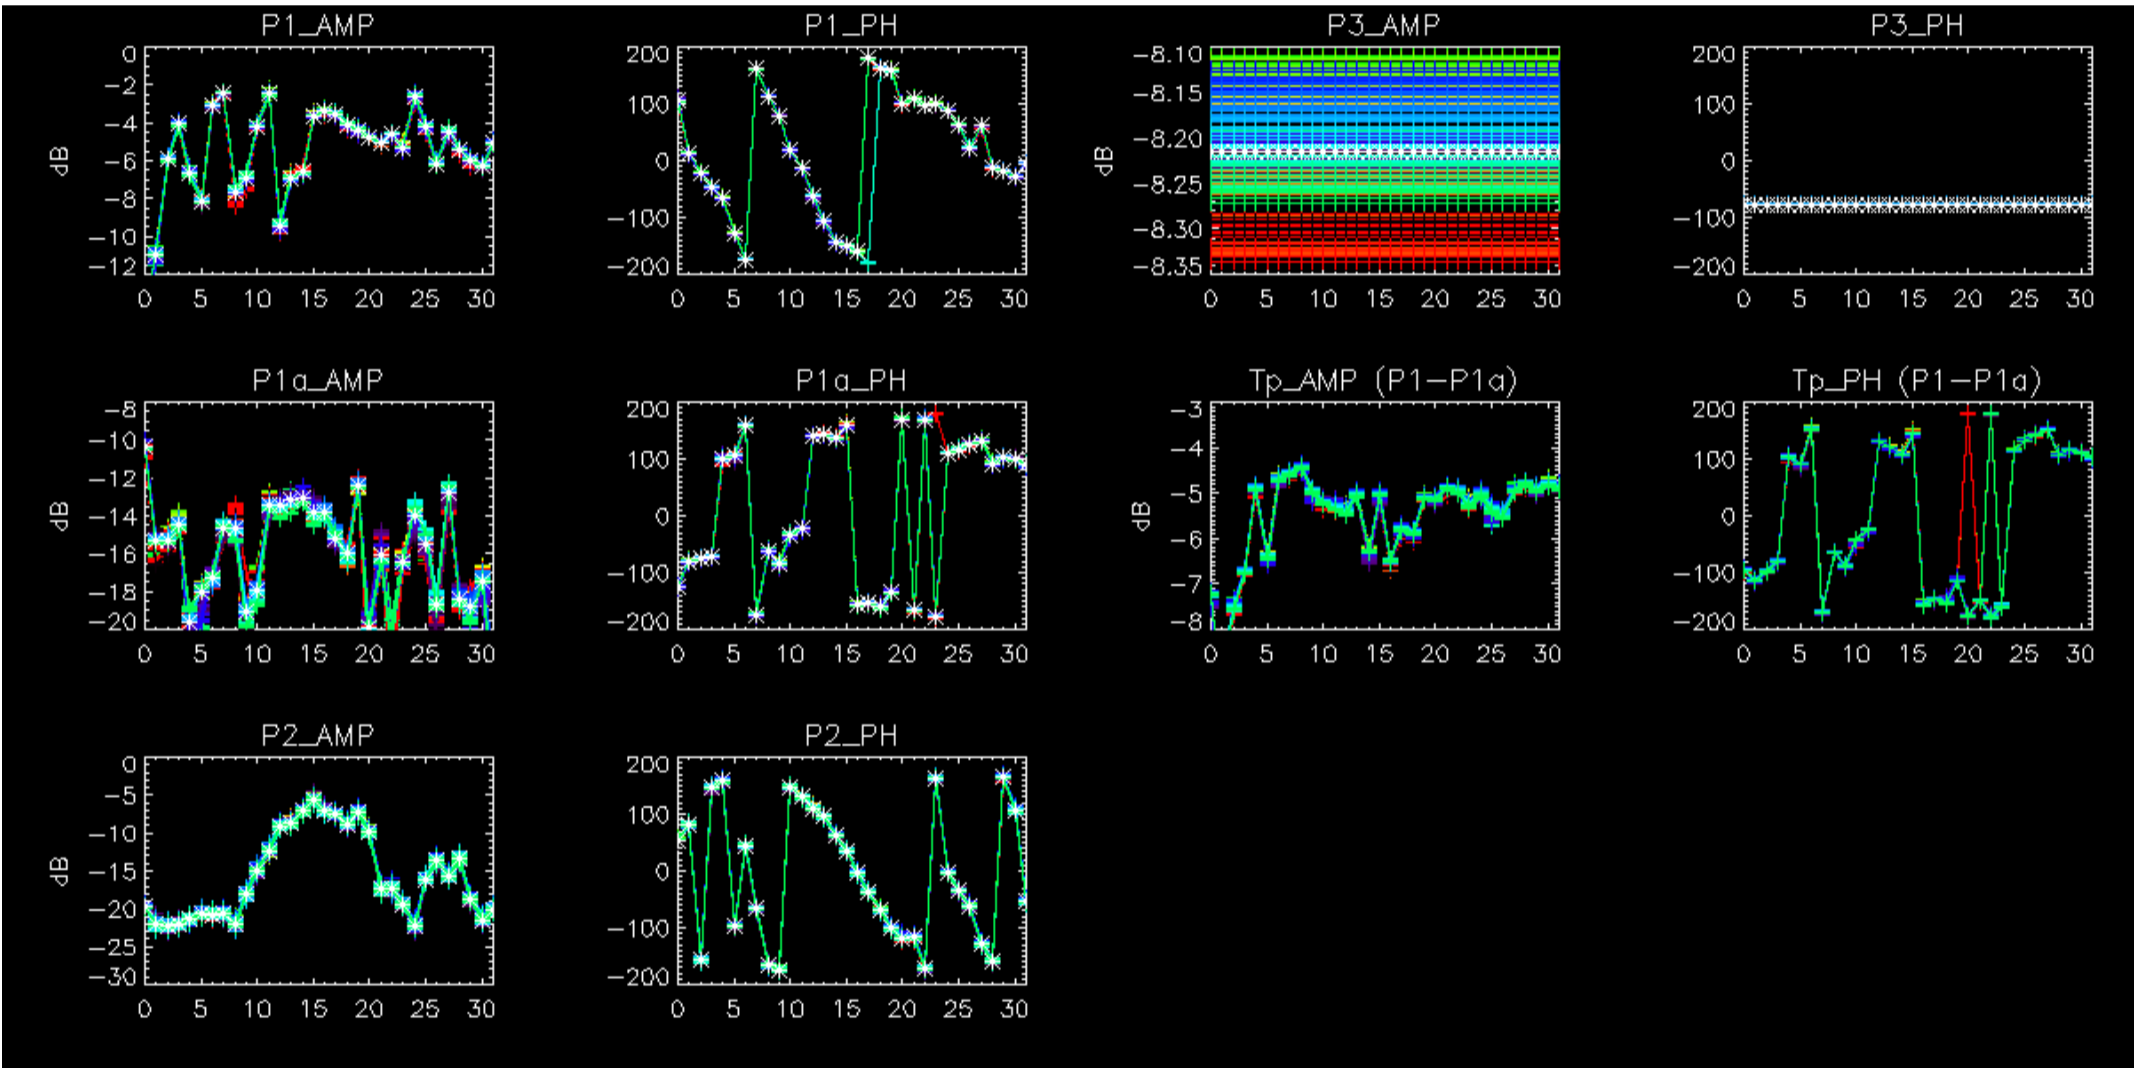 P1_AMP
0
-2
-4
-6
-8
-10
-12
dB
0 5 10 15 20 25 30
P1_PH
200
100
0
-100
-200
0 5 10 15 20 25 30
P3_AMP
-8.10
-8.15
-8.20
-8.25
-8.30
-8.35
dB
0 5 10 15 20 25 30
P3_PH
200
100
0
-100
-200
0 5 10 15 20 25 30
P1a_AMP
-8
-10
-12
-14
-16
-18
-20
dB
0 5 10 15 20 25 30
P1a_PH
200
100
0
-100
-200
0 5 10 15 20 25 30
Tp_AMP (P1-P1a)
-3
-4
-5
-6
-7
-8
dB
0 5 10 15 20 25 30
Tp_PH (P1-P1a)
200
100
0
-100
-200
0 5 10 15 20 25 30
P2_AMP
0
-5
-10
-15
-20
-25
-30
dB
0 5 10 15 20 25 30
P2_PH
200
100
0
-100
-200
0 5 10 15 20 25 30